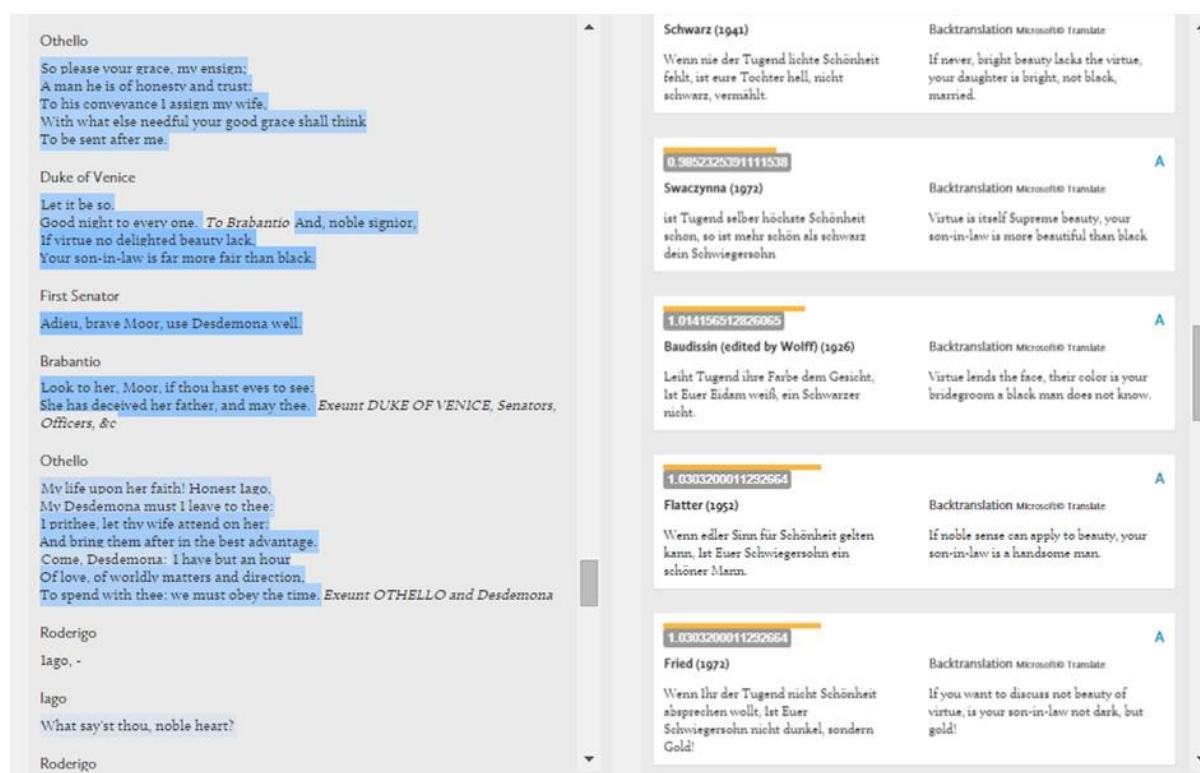 Othello
So please your grace, my ensign;
A man he is of honesty and trust:
To his conveyance I assign my wife,
With what else needful your good grace shall think
To be sent after me.
Duke of Venice
Let it be so.
Good night to every one. To Brabantio And, noble signior,
If virtue no delighted beauty lack,
Your son-in-law is far more fair than black.
First Senator
Adieu, brave Moor, use Desdemona well.
Brabantio
Look to her, Moor, if thou hast eyes to see:
She has deceived her father, and may thee. Exeunt DUKE OF VENICE, Senators,
Officers, &c
Othello
My life upon her faith! Honest Iago,
My Desdemona must I leave to thee:
I prithee, let thy wife attend on her:
And bring them after in the best advantage.
Come, Desdemona: I have but an hour
Of love, of worldly matters and direction,
To spend with thee: we must obey the time. Exeunt OTHELLO and Desdemona
Roderigo
Iago, -
Iago
What say'st thou, noble heart?
Roderigo
Schwarz (1941)
Wenn nie der Tugend lichte Schönheit
fehlt, ist eure Tochter hell, nicht
schwarz, vermählt.
Backtranslation Microsoft® Translate
If never, bright beauty lacks the virtue,
your daughter is bright, not black,
married.
0.9852325391111538
A
Swaczynna (1972)
ist Tugend selber höchste Schönheit
schon, so ist mehr schön als schwarz
dein Schwiegersohn
Backtranslation Microsoft® Translate
Virtue is itself Supreme beauty, your
son-in-law is more beautiful than black
1.014156512826065
A
Baudissin (edited by Wolff) (1926)
Leiht Tugend ihre Farbe dem Gesicht,
Ist Euer Eidam weiß, ein Schwarzer
nicht.
Backtranslation Microsoft® Translate
Virtue lends the face, their color is your
bridegroom a black man does not know.
1.0303200011292664
A
Flatter (1952)
Wenn edler Sinn für Schönheit gelten
kann, Ist Euer Schwiegersohn ein
schöner Mann.
Backtranslation Microsoft® Translate
If noble sense can apply to beauty, your
son-in-law is a handsome man.
1.0303200011292664
A
Fried (1972)
Wenn Ihr der Tugend nicht Schönheit
absprechen wollt, Ist Euer
Schwiegersohn nicht dunkel, sondern
Gold!
Backtranslation Microsoft® Translate
If you want to discuss not beauty of
virtue, is your son-in-law not dark, but
gold!